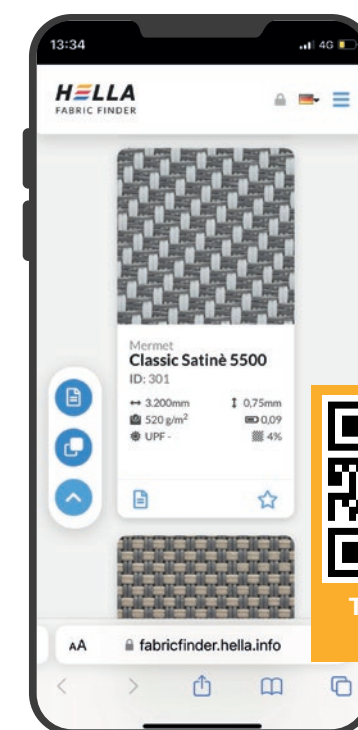 13:34
4G
HELLA
FABRIC FINDER
Mermet
Classic Satinè 5500
ID: 301
3.200mm 0,75mm
520 g/m² 0,09
UPF - 4%
AA fabricfinder.hella.info
T